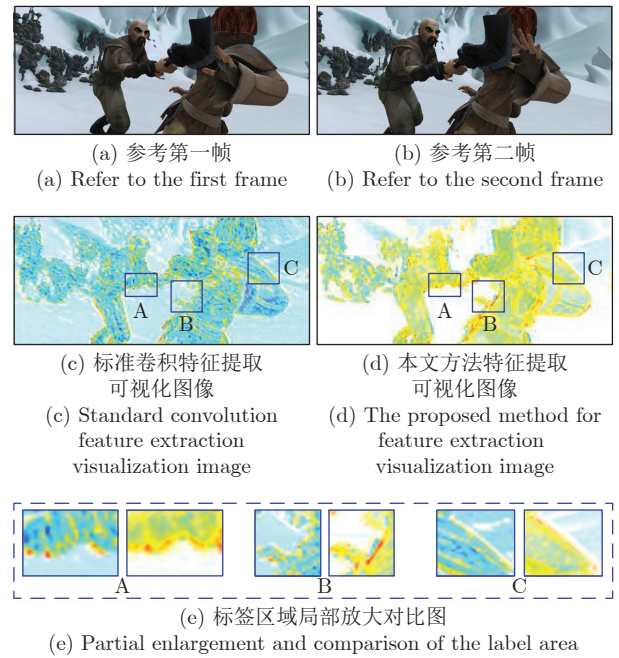 (a) 参考第一帧
(a) Refer to the first frame
(b) 参考第二帧
(b) Refer to the second frame
A
B
C
A
B
C
(c) 标准卷积特征提取
可视化图像
(c) Standard convolution
feature extraction
visualization image
(d) 本文方法特征提取
可视化图像
(d) The proposed method for
feature extraction
visualization image
A
B
C
(e) 标签区域局部放大对比图
(e) Partial enlargement and comparison of the label area